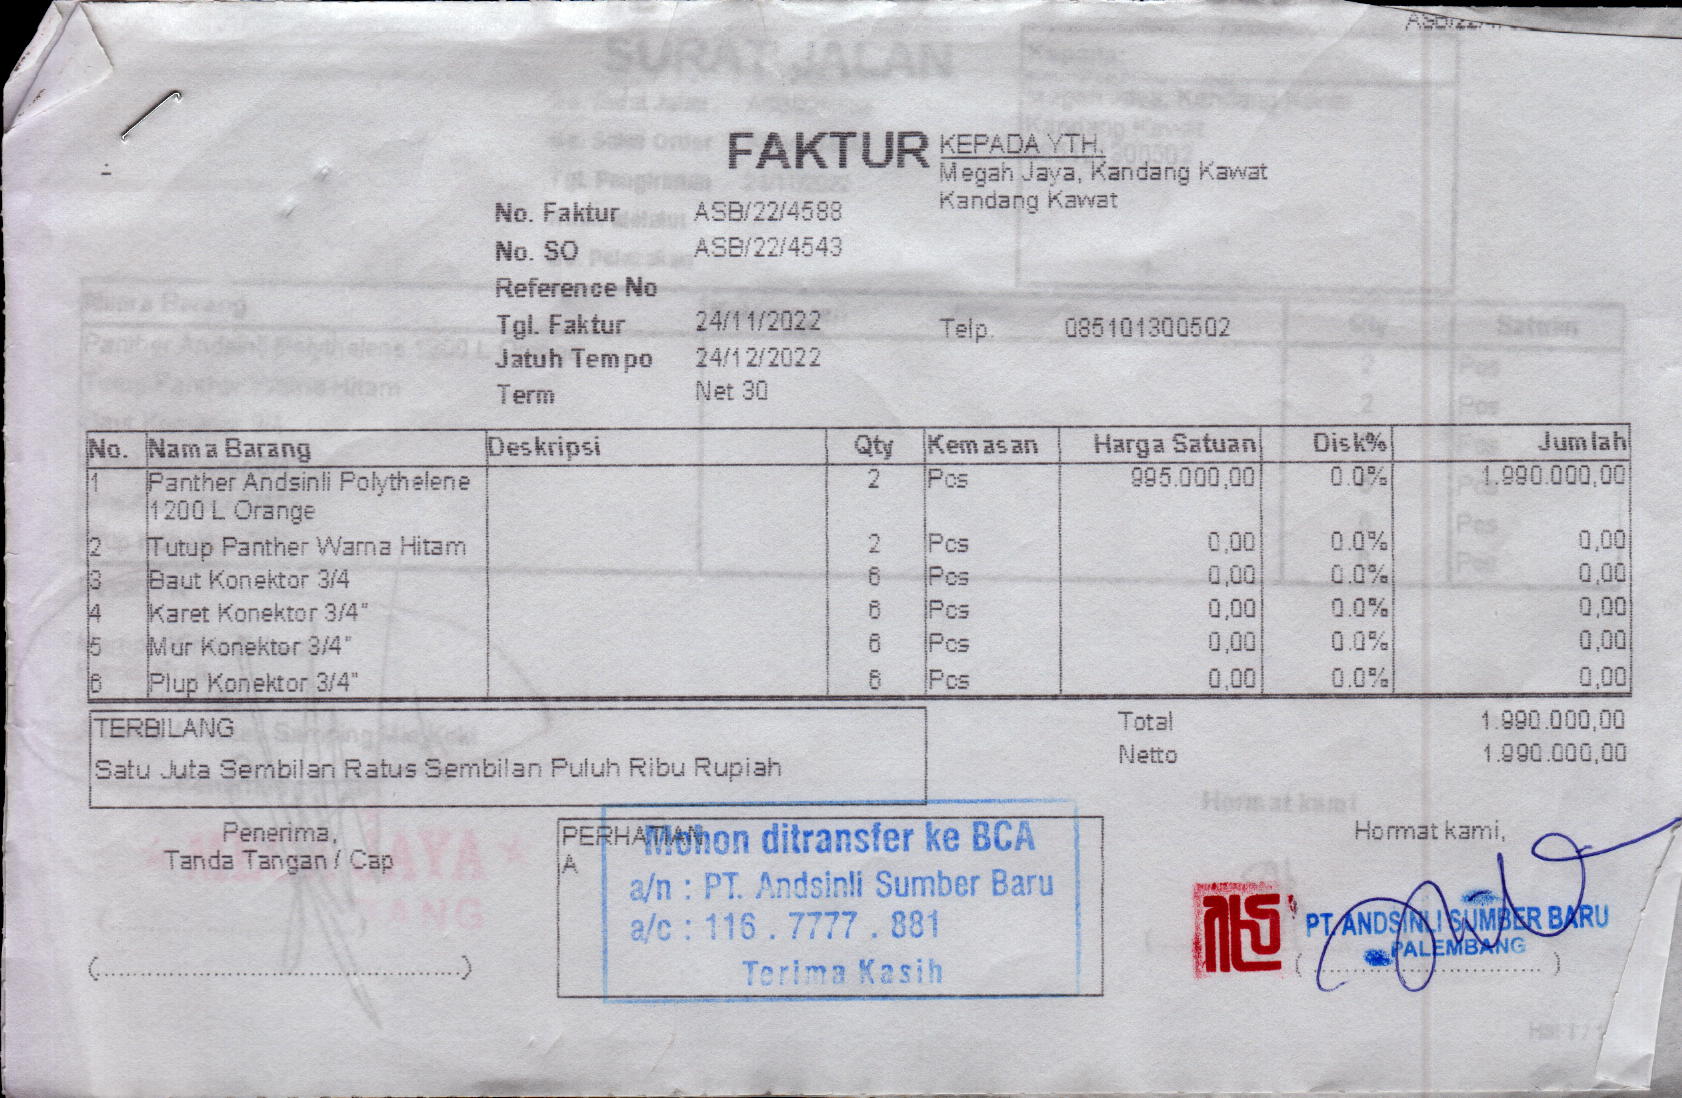 FAKTUR
KEPADA YTH.
Megah Jaya, Kandang Kawat
Kandang Kawat
No. Faktur ASB/22/4588
No. SO ASB/22/4543
Reference No
Tgl. Faktur 24/11/2022
Telp. 085101300502
Jatuh Tempo 24/12/2022
Term Net 30
No. Nama Barang Deskripsi Qty Kemasan Harga Satuan Disk% Jumlah
1 Panther Andsinli Polythelene 2 Pcs 995.000,00 0.0% 1.990.000,00
1200 L Orange
2 Tutup Panther Warna Hitam 2 Pcs 0,00 0.0% 0,00
3 Baut Konektor 3/4 6 Pcs 0,00 0.0% 0,00
4 Karet Konektor 3/4" 6 Pcs 0,00 0.0% 0,00
5 Mur Konektor 3/4" 6 Pcs 0,00 0.0% 0,00
6 Plup Konektor 3/4" 6 Pcs 0,00 0.0% 0,00
TERBILANG
Satu Juta Sembilan Ratus Sembilan Puluh Ribu Rupiah
Total 1.990.000,00
Netto 1.990.000,00
Penerima,
Tanda Tangan / Cap
(..........................................)
PERHATIAN
A
Mohon ditransfer ke BCA
a/n : PT. Andsinli Sumber Baru
a/c : 116 . 7777 . 881
Terima Kasih
Hormat kami,
PT. ANDSINLI SUMBER BARU
PALEMBANG
( .............................. )
SURAT JALAN